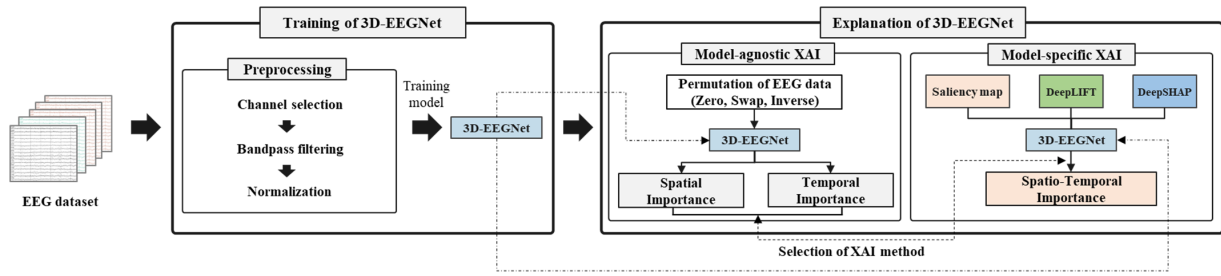 EEG dataset
Training of 3D-EEGNet
Preprocessing
Channel selection
Bandpass filtering
Normalization
Training
model
3D-EEGNet
Explanation of 3D-EEGNet
Model-agnostic XAI
Permutation of EEG data
(Zero, Swap, Inverse)
3D-EEGNet
Spatial
Importance
Temporal
Importance
Model-specific XAI
Saliency map
DeepLIFT
DeepSHAP
3D-EEGNet
Spatio-Temporal
Importance
Selection of XAI method